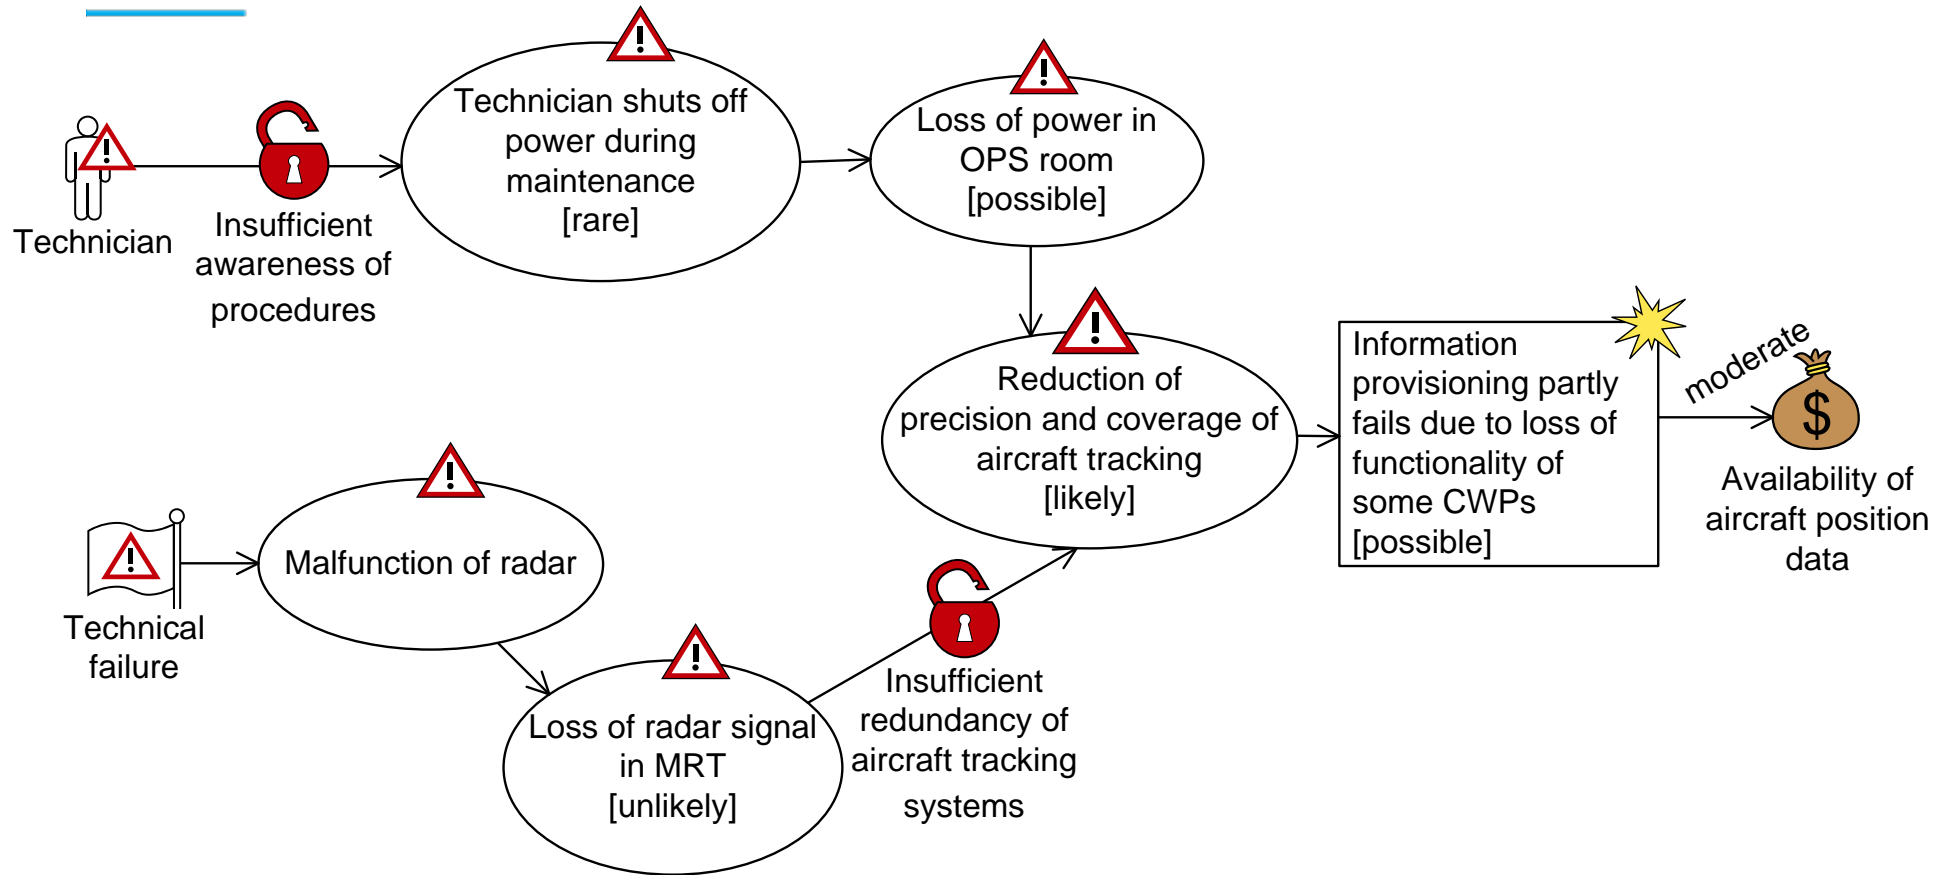 Technician shuts off
power during
maintenance
[rare]
Loss of power in
OPS room
[possible]
Technician
Insufficient
awareness of
procedures
Reduction of
precision and coverage of
aircraft tracking
[likely]
Information
provisioning partly
fails due to loss of
functionality of
some CWPs
[possible]
moderate
$
Availability of
aircraft position
data
Malfunction of radar
Technical
failure
Loss of radar signal
in MRT
[unlikely]
Insufficient
redundancy of
aircraft tracking
systems